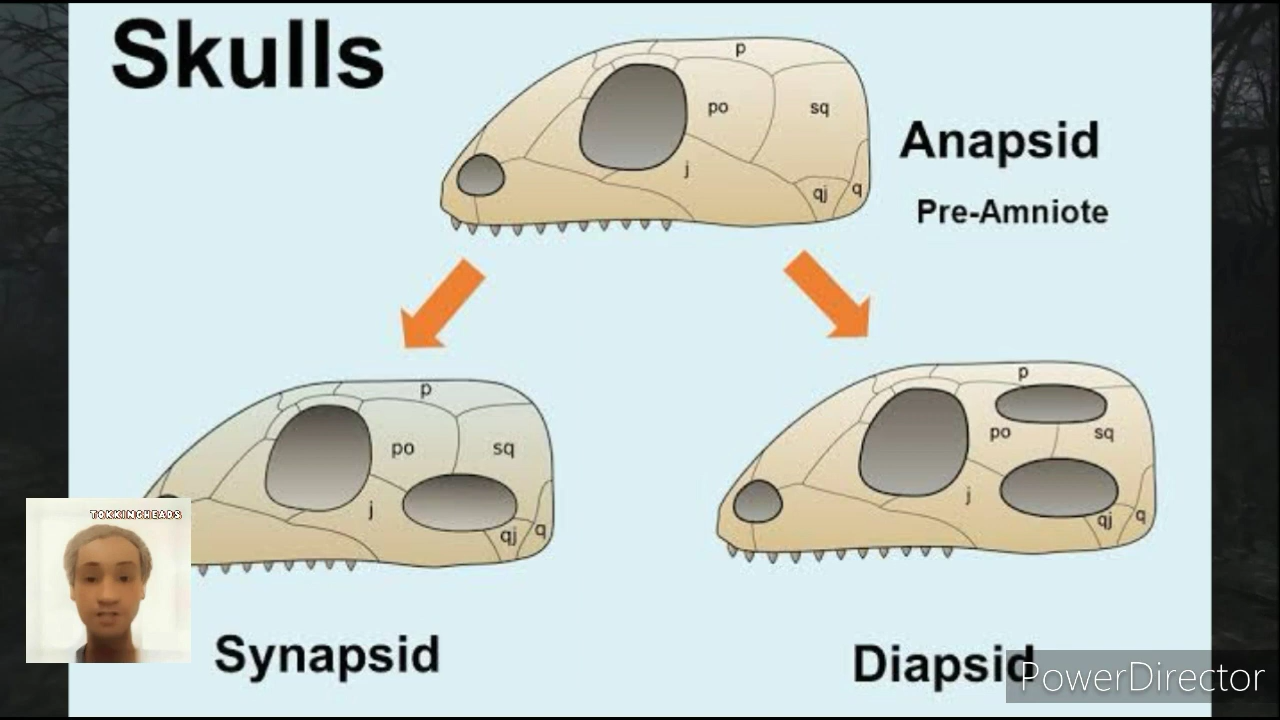 Skulls
p
po
sq
j
qj
q
Anapsid
Pre-Amniote
p
po
sq
j
qj
q
p
po
sq
j
qj
q
TOKKINGHEADS
Synapsid
Diapsid
PowerDirector